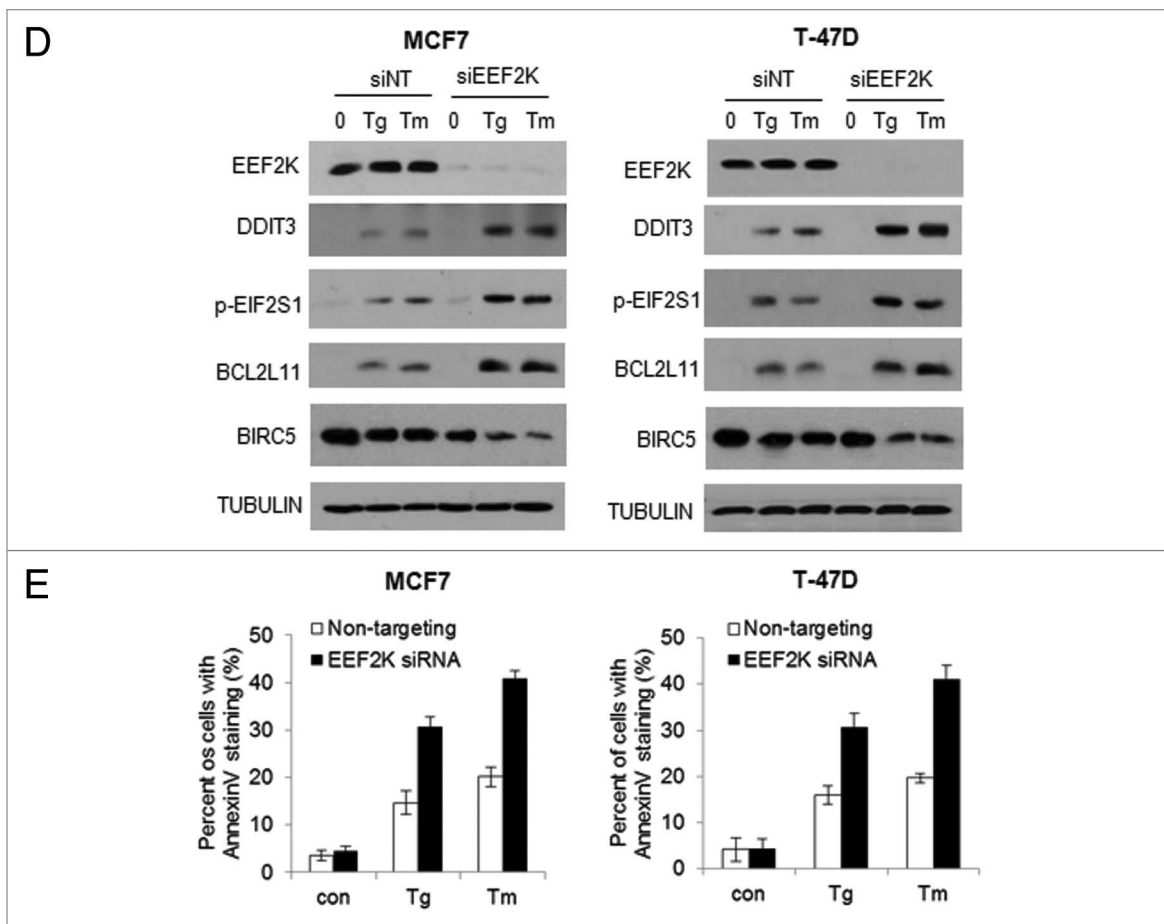 D
MCF7
siNT siEEF2K
0 Tg Tm 0 Tg Tm
EEF2K
DDIT3
p-EIF2S1
BCL2L11
BIRC5
TUBULIN
T-47D
siNT siEEF2K
0 Tg Tm 0 Tg Tm
EEF2K
DDIT3
p-EIF2S1
BCL2L11
BIRC5
TUBULIN
E
MCF7
Percent os cells with
AnnexinV staining (%)
50
40
30
20
10
0
Non-targeting
EEF2K siRNA
con Tg Tm
T-47D
Percent of cells with
AnnexinV staining (%)
50
40
30
20
10
0
Non-targeting
EEF2K siRNA
con Tg Tm